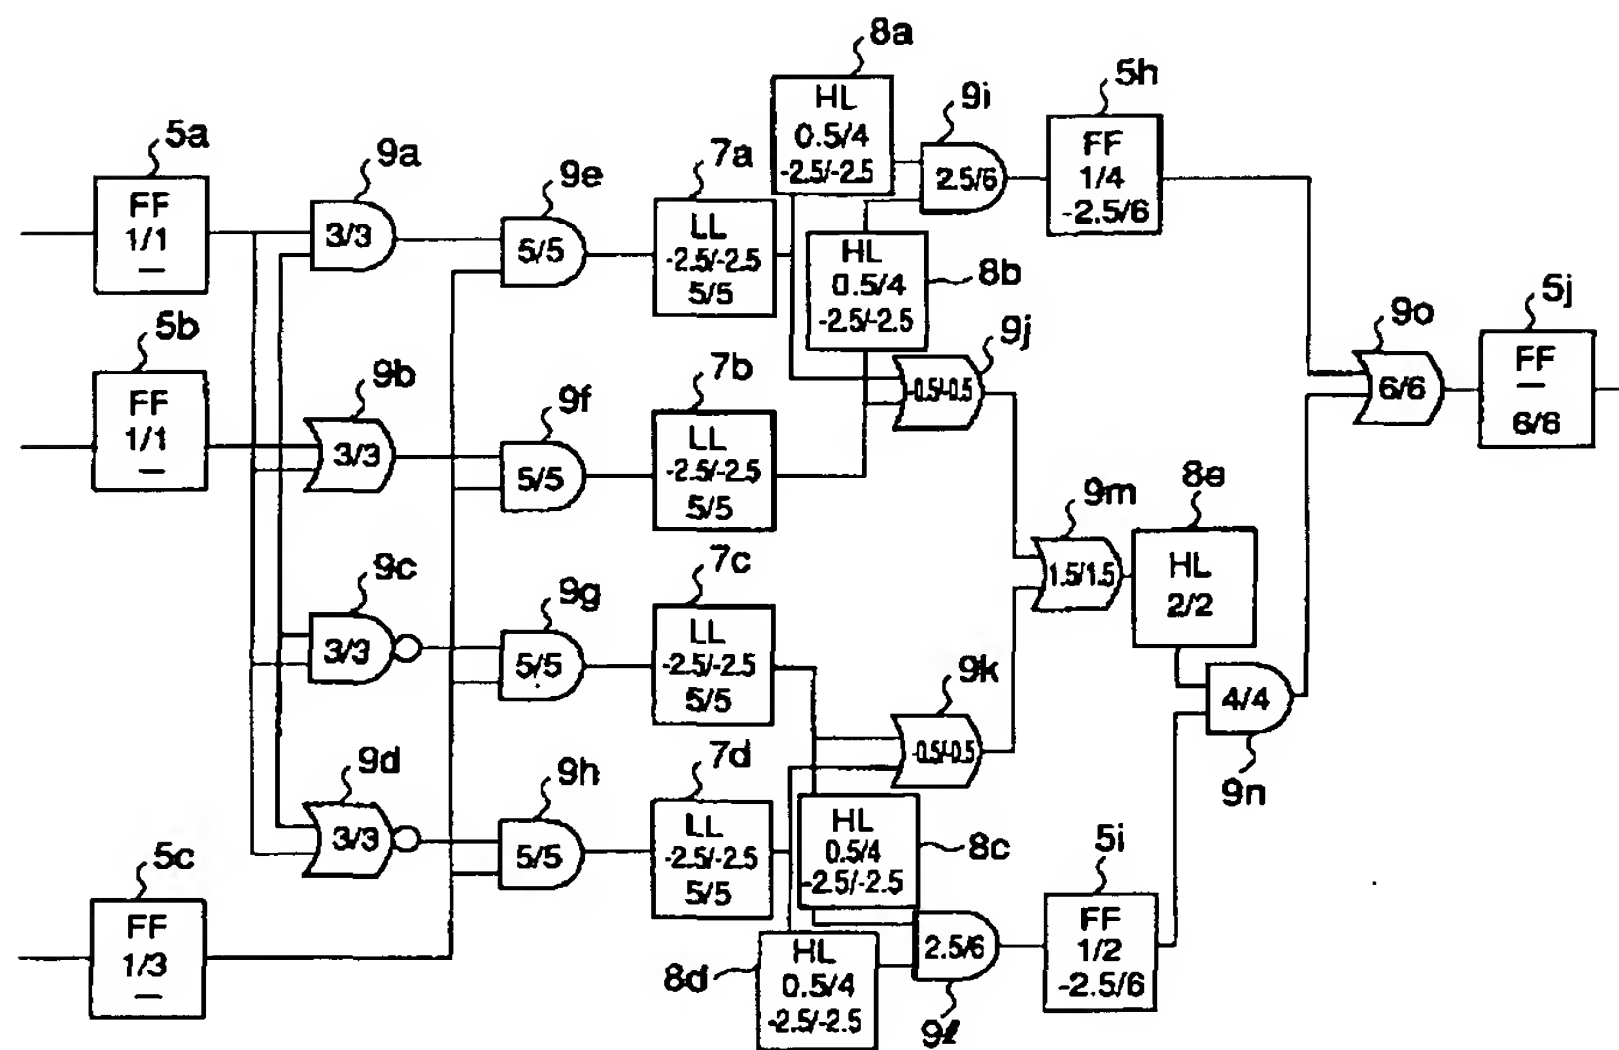 8a
HL
0.5/4
-2.5/-2.5
9i
2.5/6
5h
FF
1/4
-2.5/6
5a
FF
1/1
—
9a
3/3
9e
5/5
7a
LL
-2.5/-2.5
5/5
HL
0.5/4
-2.5/-2.5
8b
5b
FF
1/1
—
9b
3/3
9f
5/5
7b
LL
-2.5/-2.5
5/5
9j
-0.5/-0.5
9o
6/6
5j
FF
—
6/6
9c
3/3
9g
5/5
7c
LL
-2.5/-2.5
5/5
9m
1.5/1.5
8e
HL
2/2
9k
-0.5/-0.5
4/4
9n
9d
3/3
9h
5/5
7d
LL
-2.5/-2.5
5/5
HL
0.5/4
-2.5/-2.5
8c
5c
FF
1/3
—
8d
HL
0.5/4
-2.5/-2.5
2.5/6
9ℓ
5i
FF
1/2
-2.5/6